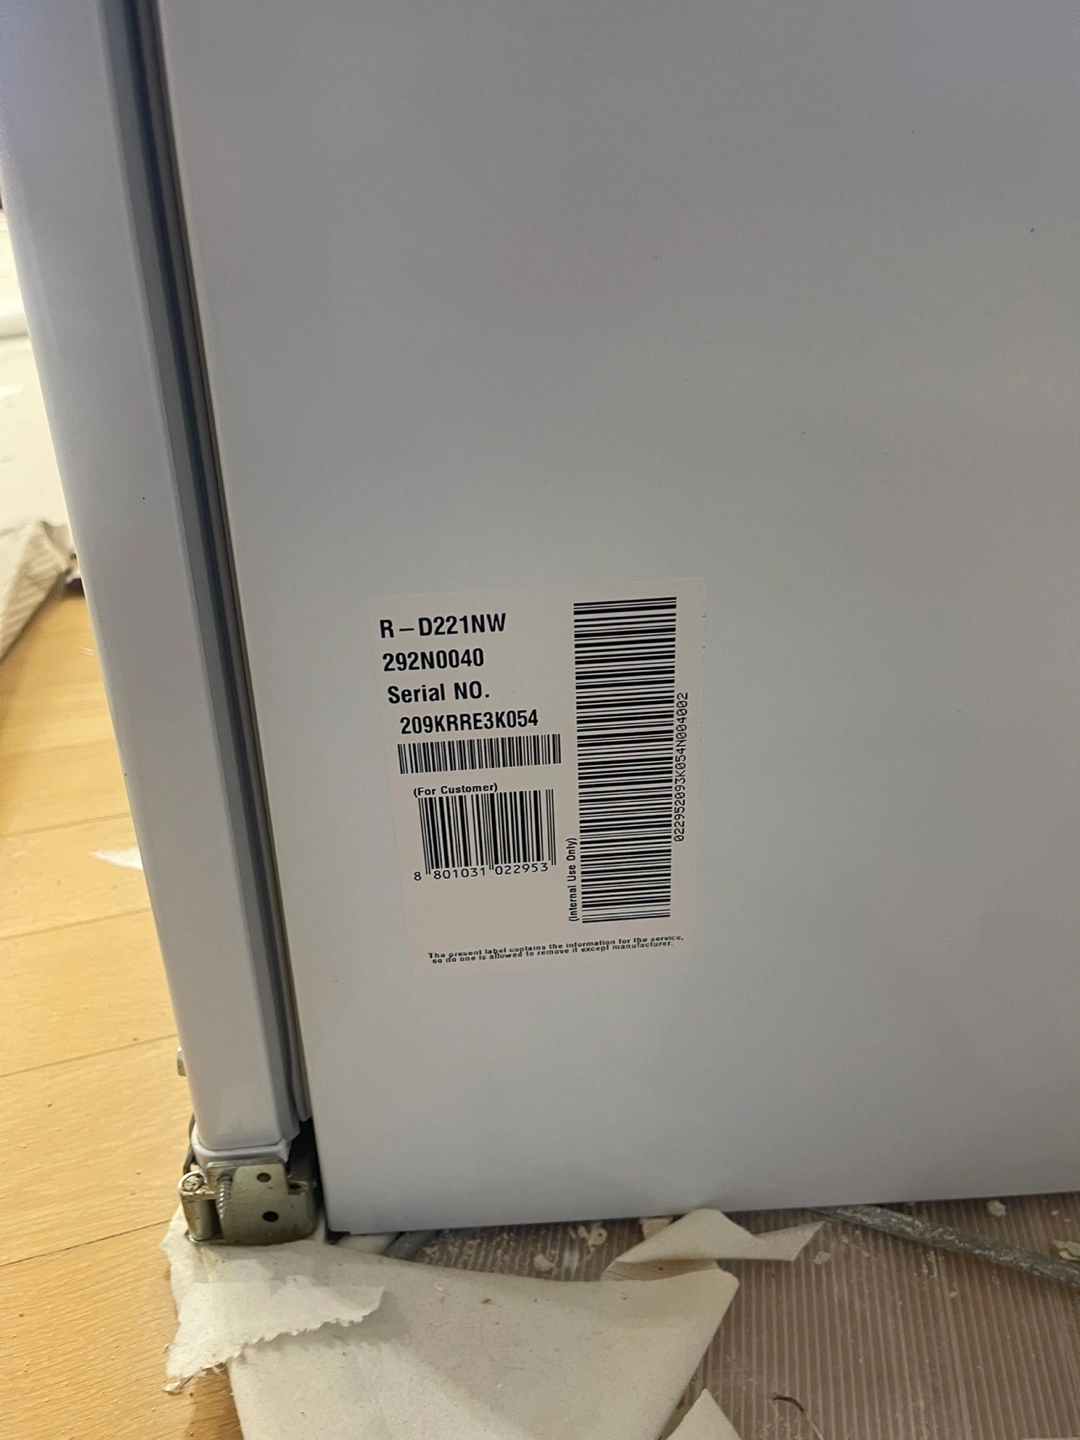 R-D221NW
292N0040
Serial NO.
209KRRE3K054
(For Customer)
8 801031 022953
(Internal Use Only)
022952093K054N004002
The present label contains the information for the service,
so no one is allowed to remove it except manufacturer.